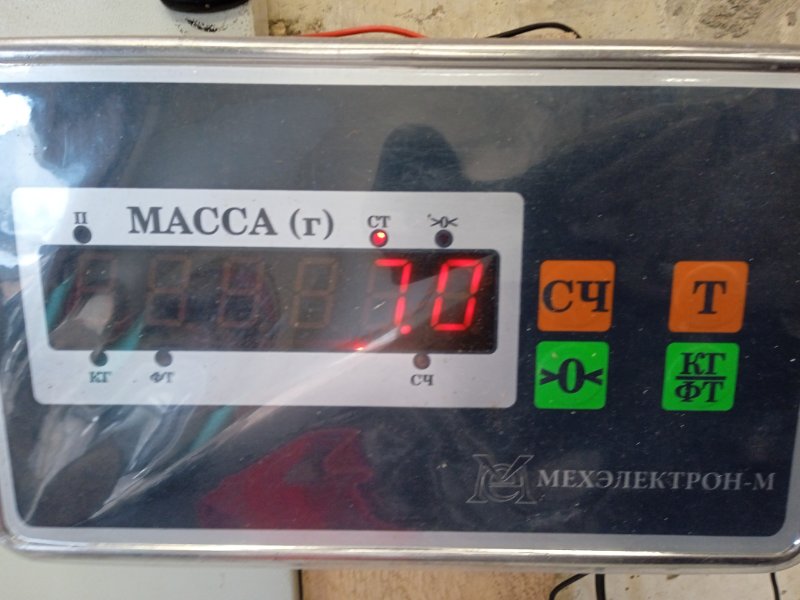 П МАССА (г) СТ >0<
7.0
КГ ФТ СЧ
СЧ Т
>0< КГ
ФТ
МЕХЭЛЕКТРОН-М